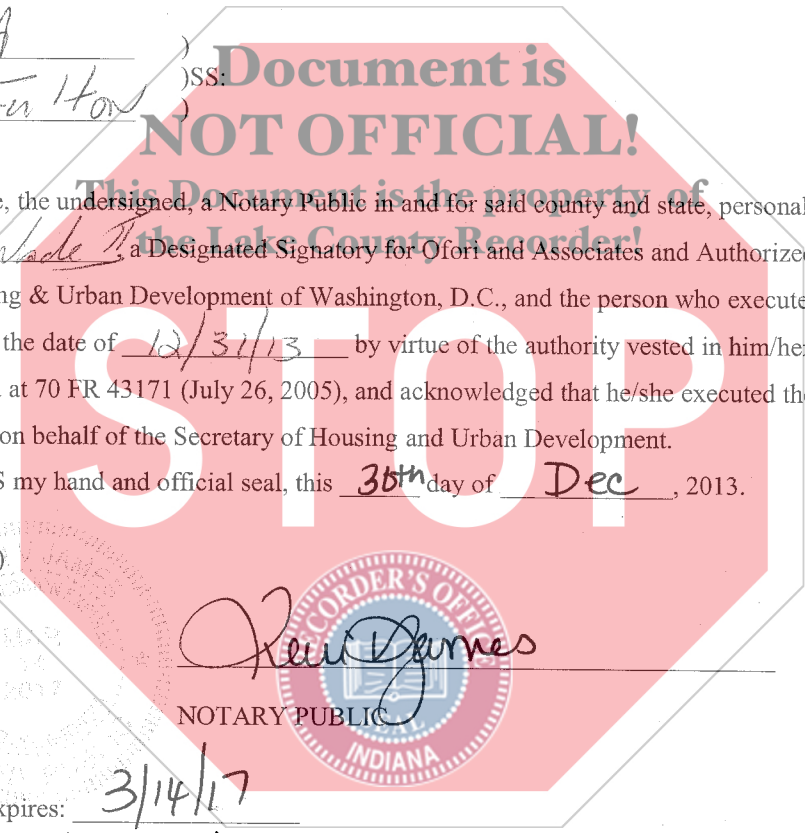 )
)SS:
Hon )
Document is
NOT OFFICIAL!
This Document is the property of
the Lake County Recorder!
e, the undersigned, a Notary Public in and for said county and state, personal
Wade II, a Designated Signatory for Ofori and Associates and Authorized
ng & Urban Development of Washington, D.C., and the person who execute
the date of 12/31/13 by virtue of the authority vested in him/her
at 70 FR 43171 (July 26, 2005), and acknowledged that he/she executed the
on behalf of the Secretary of Housing and Urban Development.
S my hand and official seal, this 30th day of Dec, 2013.
STOP
)
RECORDER'S OFFICE
SEAL
INDIANA
NOTARY PUBLIC
xpires: 3/14/17